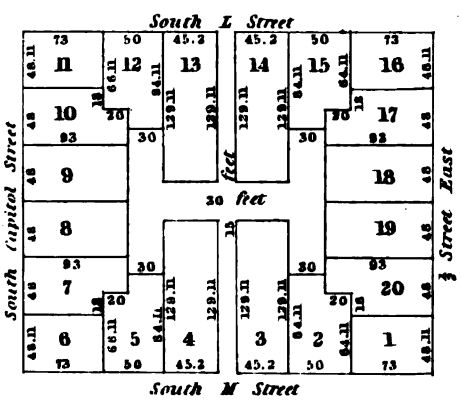 South L Street
73 50 45.2 45.2 50 73
48.11 11 66.11 12 94.11 13 14 15 64.11 16 48.11
18 129.11 129.11 129.11 84.11 18
48 10 20 20 17 48
93 30 30 93
South Capitol Street
½ Street East
48 9 feet 18 48
30 feet
48 8 15 19 48
93 30 30 93
48 7 20 20 20 48
18 129.11 129.11 129.11 129.11 18
48.11 6 66.11 5 84.11 4 3 84.11 2 64.11 1 48.11
73 50 45.2 45.2 50 73
South M Street